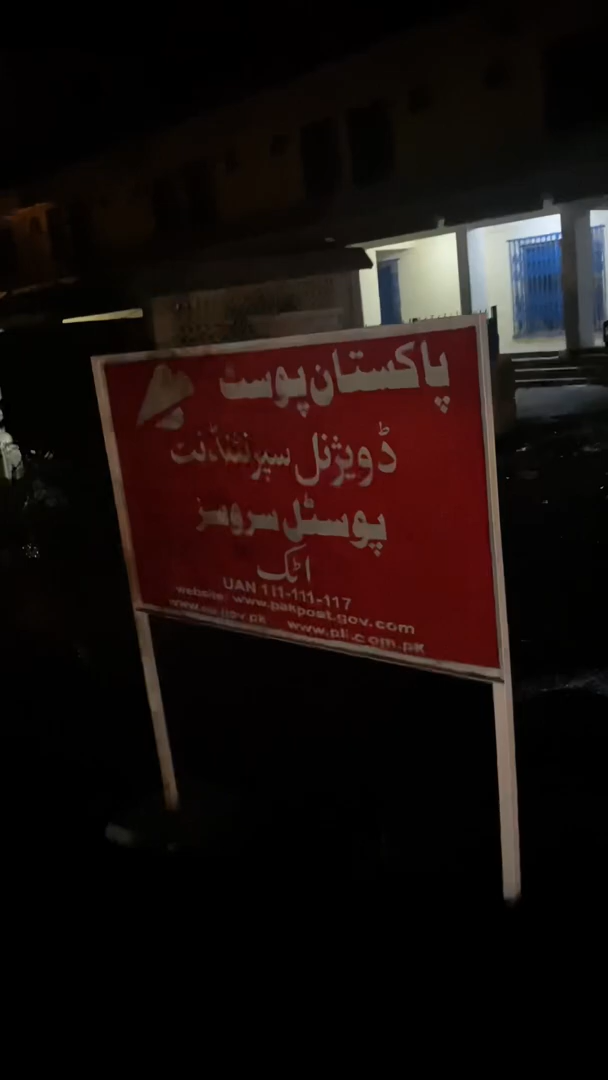 پاکستان پوسٹ
ڈویژنل سپرنٹنڈنٹ
پوسٹل سروسز
اٹک
UAN 111-111-117
website: www.pakpost.gov.com
www.pli.com.pk